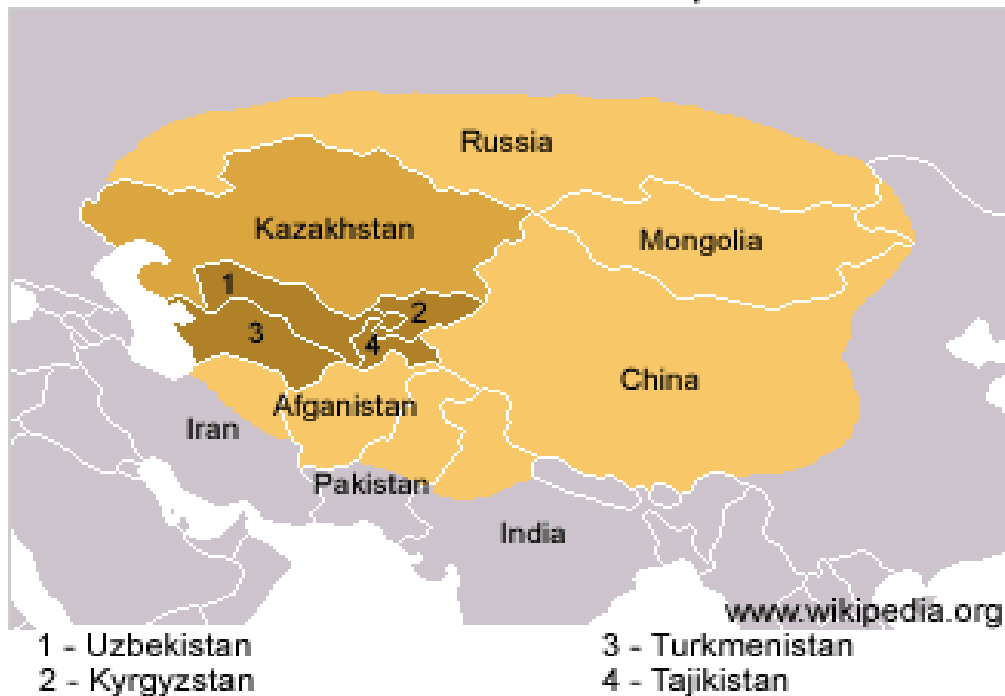 Russia
Kazakhstan
Mongolia
1
2
3
4
China
Afganistan
Iran
Pakistan
India
www.wikipedia.org
1 - Uzbekistan
3 - Turkmenistan
2 - Kyrgyzstan
4 - Tajikistan